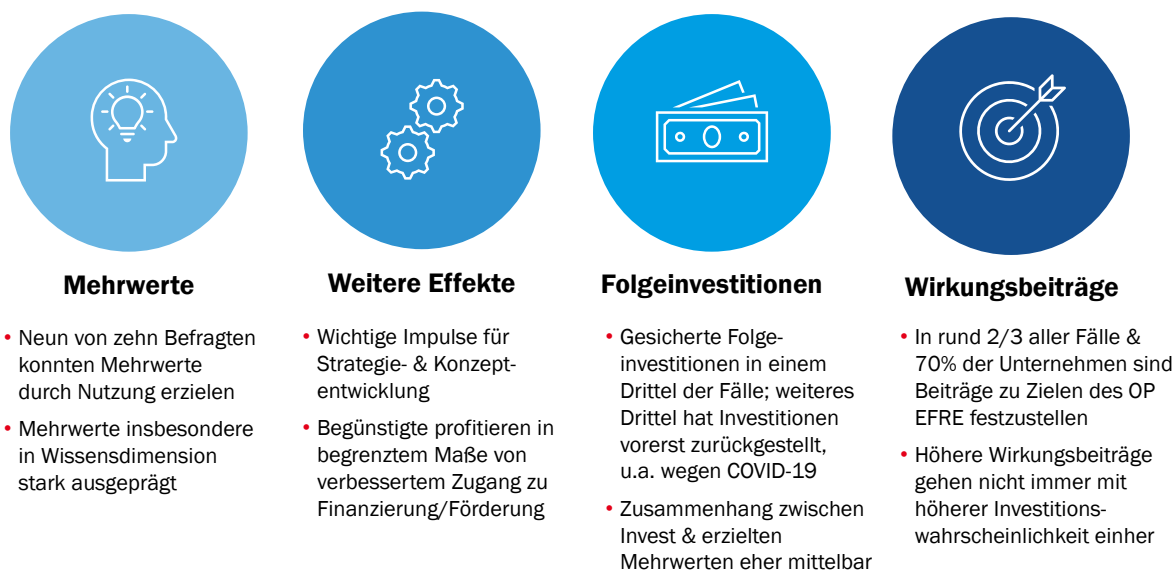 Mehrwerte
• Neun von zehn Befragten
konnten Mehrwerte
durch Nutzung erzielen
• Mehrwerte insbesondere
in Wissensdimension
stark ausgeprägt
Weitere Effekte
• Wichtige Impulse für
Strategie- & Konzept-
entwicklung
• Begünstigte profitieren in
begrenztem Maße von
verbessertem Zugang zu
Finanzierung/Förderung
Folgeinvestitionen
• Gesicherte Folge-
investitionen in einem
Drittel der Fälle; weiteres
Drittel hat Investitionen
vorerst zurückgestellt,
u.a. wegen COVID-19
• Zusammenhang zwischen
Invest & erzielten
Mehrwerten eher mittelbar
Wirkungsbeiträge
• In rund 2/3 aller Fälle &
70% der Unternehmen sind
Beiträge zu Zielen des OP
EFRE festzustellen
• Höhere Wirkungsbeiträge
gehen nicht immer mit
höherer Investitions-
wahrscheinlichkeit einher